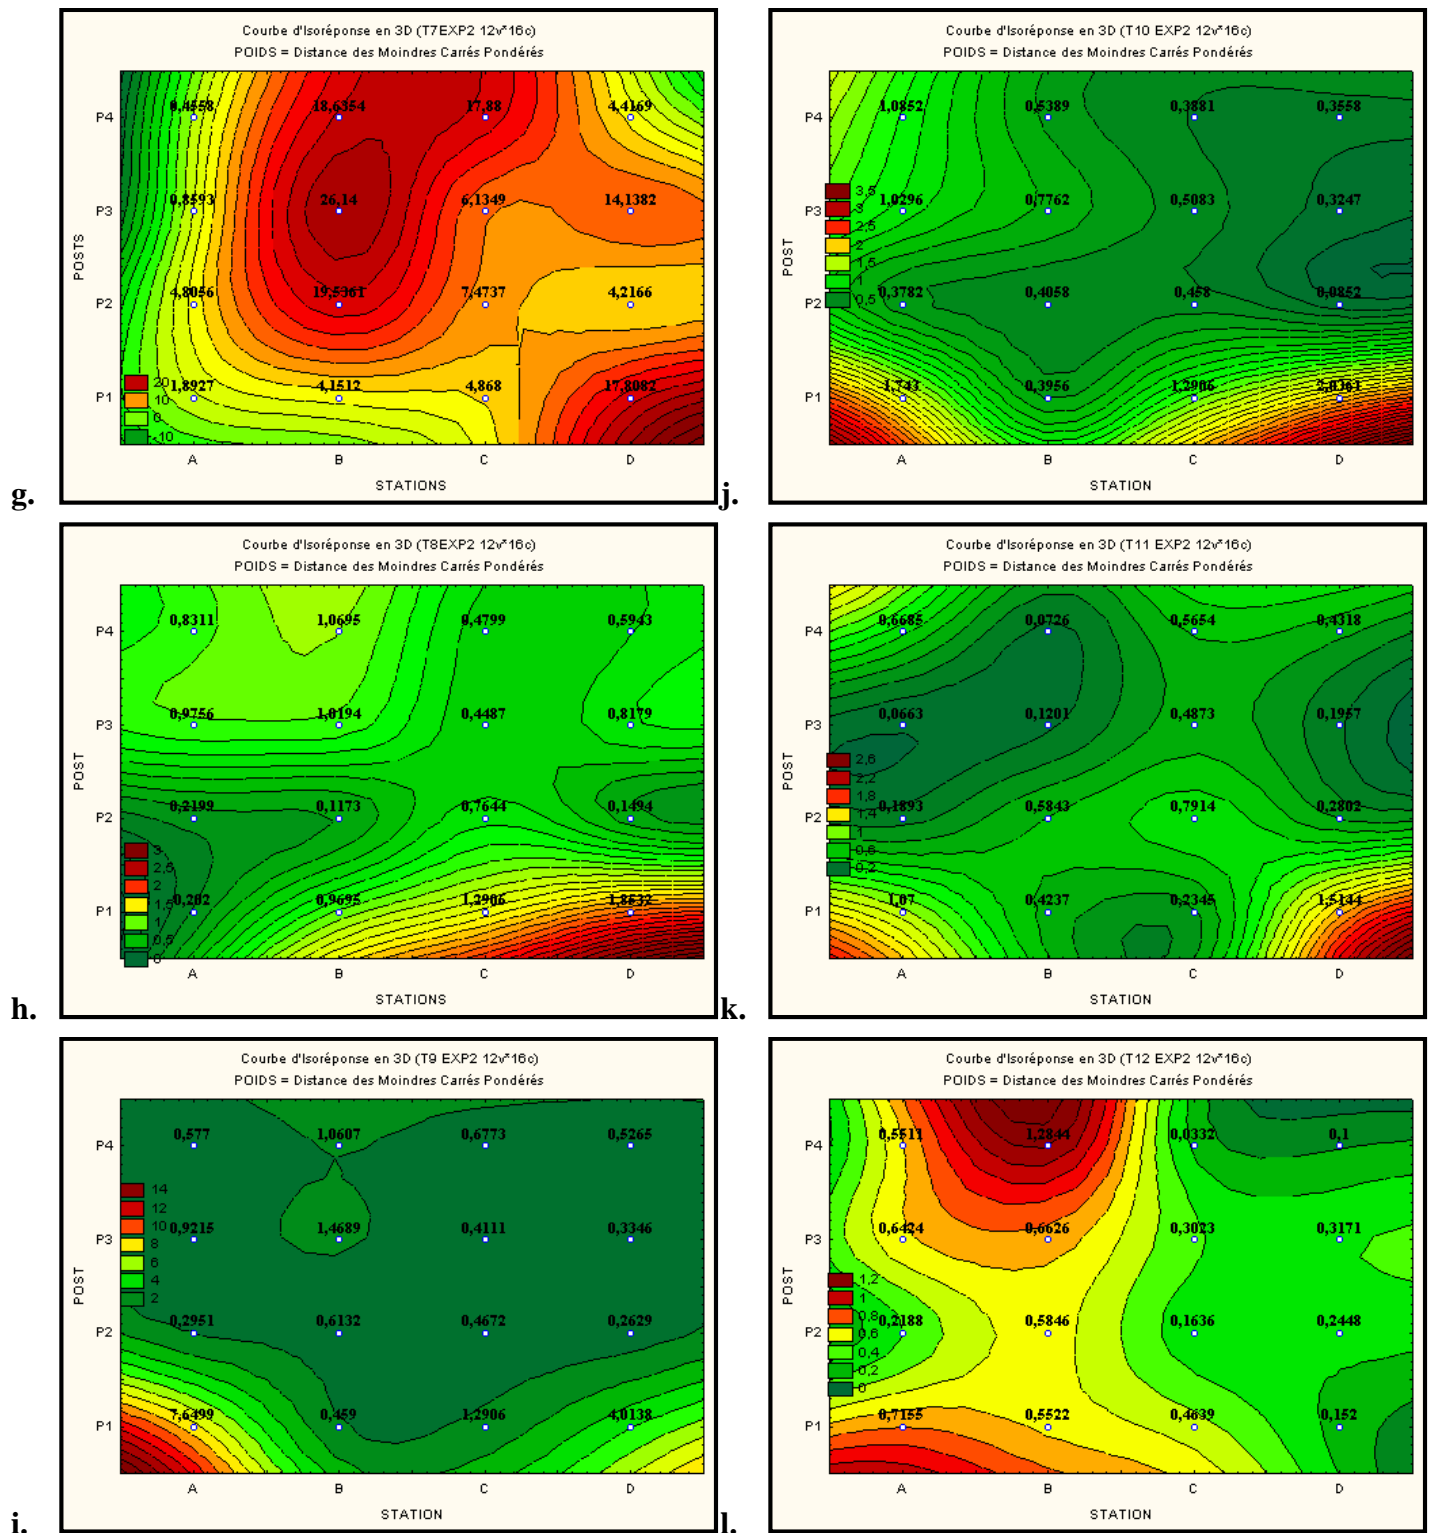 Courbe d'Isoréponse en 3D (T7EXP2 12v*16c)
POIDS = Distance des Moindres Carrés Pondérés
P4 0,4558 18,6354 17,88 4,4169
P3 0,8593 26,14 6,1349 14,1382
POSTS
P2 4,8056 19,5361 7,4737 4,2166
P1 1,8927 4,1512 4,868 17,8082
20
10
0
-10
A B C D
STATIONS
g.
Courbe d'Isoréponse en 3D (T10 EXP2 12v*16c)
POIDS = Distance des Moindres Carrés Pondérés
P4 1,0852 0,5389 0,3881 0,3558
P3 1,0296 0,7762 0,5083 0,3247
3,5
3
2,5
2
1,5
1
0,5
POST
P2 0,3782 0,4058 0,458 0,0852
P1 1,743 0,3956 1,2906 2,0361
A B C D
STATION
j.
Courbe d'Isoréponse en 3D (T8EXP2 12v*16c)
POIDS = Distance des Moindres Carrés Pondérés
P4 0,8311 1,0695 0,4799 0,5943
P3 0,9756 1,0194 0,4487 0,8179
POST
P2 0,2199 0,1173 0,7644 0,1494
P1 0,202 0,9695 1,2906 1,8532
3
2,5
2
1,5
1
0,5
0
A B C D
STATIONS
h.
Courbe d'Isoréponse en 3D (T11 EXP2 12v*16c)
POIDS = Distance des Moindres Carrés Pondérés
P4 0,6685 0,0726 0,5654 0,4318
P3 0,0663 0,1201 0,4873 0,1957
POST
2,6
2,2
1,8
1,4
1
0,6
0,2
P2 0,1893 0,5843 0,7914 0,2802
P1 1,07 0,4237 0,2345 1,5144
A B C D
STATION
k.
Courbe d'Isoréponse en 3D (T9 EXP2 12v*16c)
POIDS = Distance des Moindres Carrés Pondérés
P4 0,577 1,0607 0,6773 0,5265
14
12
10
8
6
4
2
P3 0,9215 1,4689 0,4111 0,3346
POST
P2 0,2951 0,6132 0,4672 0,2629
P1 7,6499 0,459 1,2906 4,0138
A B C D
STATION
i.
Courbe d'Isoréponse en 3D (T12 EXP2 12v*16c)
POIDS = Distance des Moindres Carrés Pondérés
P4 0,5511 1,2844 0,0332 0,1
P3 0,6424 0,6626 0,3023 0,3171
POST
1,2
1
0,8
0,6
0,4
0,2
0
P2 0,2188 0,5846 0,1636 0,2448
P1 0,7155 0,5522 0,4639 0,152
A B C D
STATION
l.